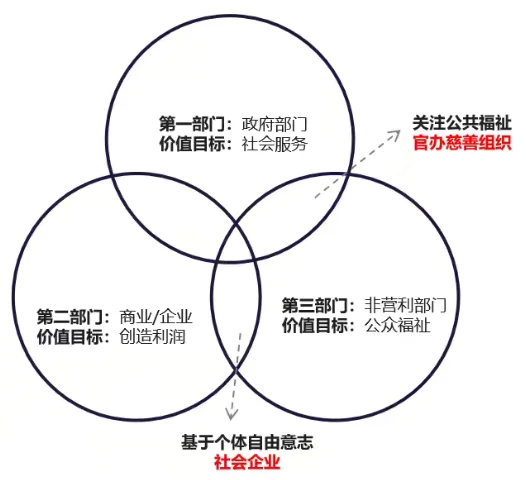 第一部门：政府部门
价值目标：社会服务
关注公共福祉
官办慈善组织
第二部门：商业/企业
价值目标：创造利润
第三部门：非营利部门
价值目标：公众福祉
基于个体自由意志
社会企业